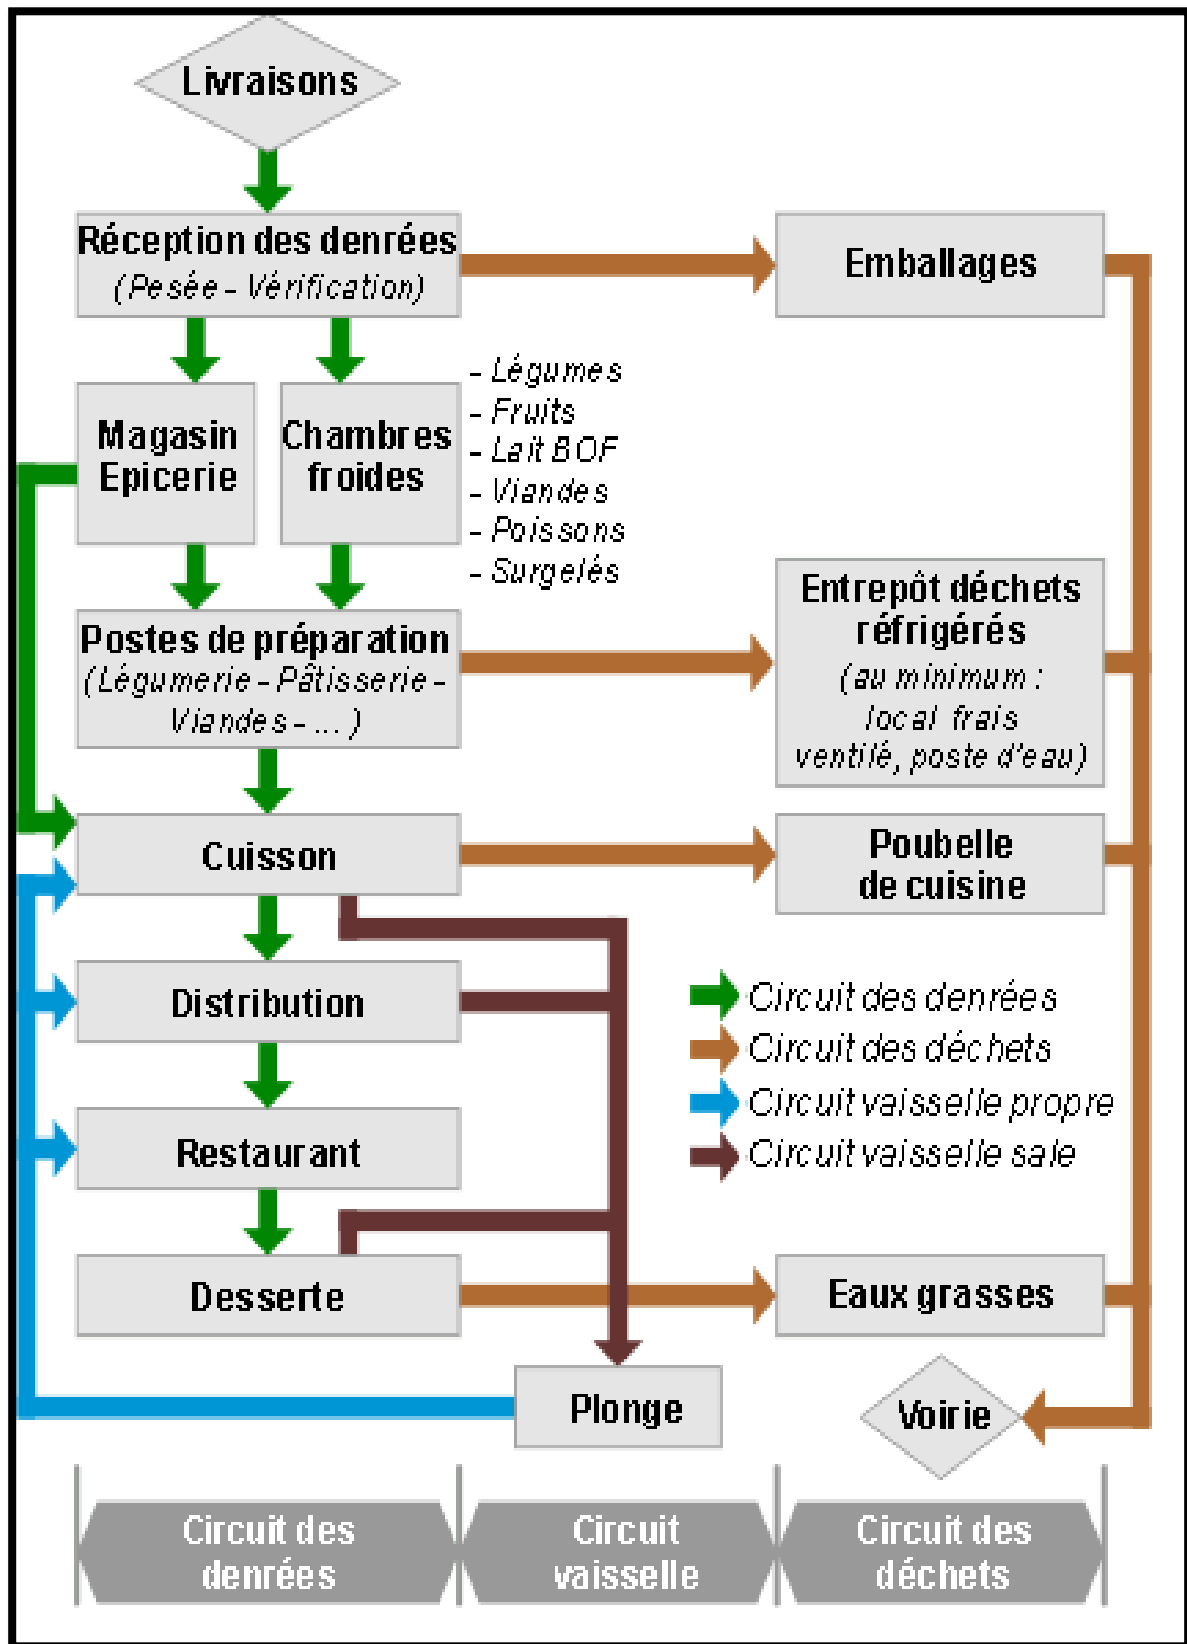 Livraisons
Réception des denrées
(Pesée - Vérification)
Emballages
Magasin
Epicerie
Chambres
froides
- Légumes
- Fruits
- Lait BOF
- Viandes
- Poissons
- Surgelés
Postes de préparation
(Légumerie - Pâtisserie -
Viandes - ... )
Entrepôt déchets
réfrigérés
(au minimum :
local frais
ventilé, poste d'eau)
Cuisson
Poubelle
de cuisine
Distribution
Circuit des denrées
Circuit des déchets
Circuit vaisselle propre
Circuit vaisselle sale
Restaurant
Desserte
Eaux grasses
Plonge
Voirie
Circuit des
denrées
Circuit
vaisselle
Circuit des
déchets